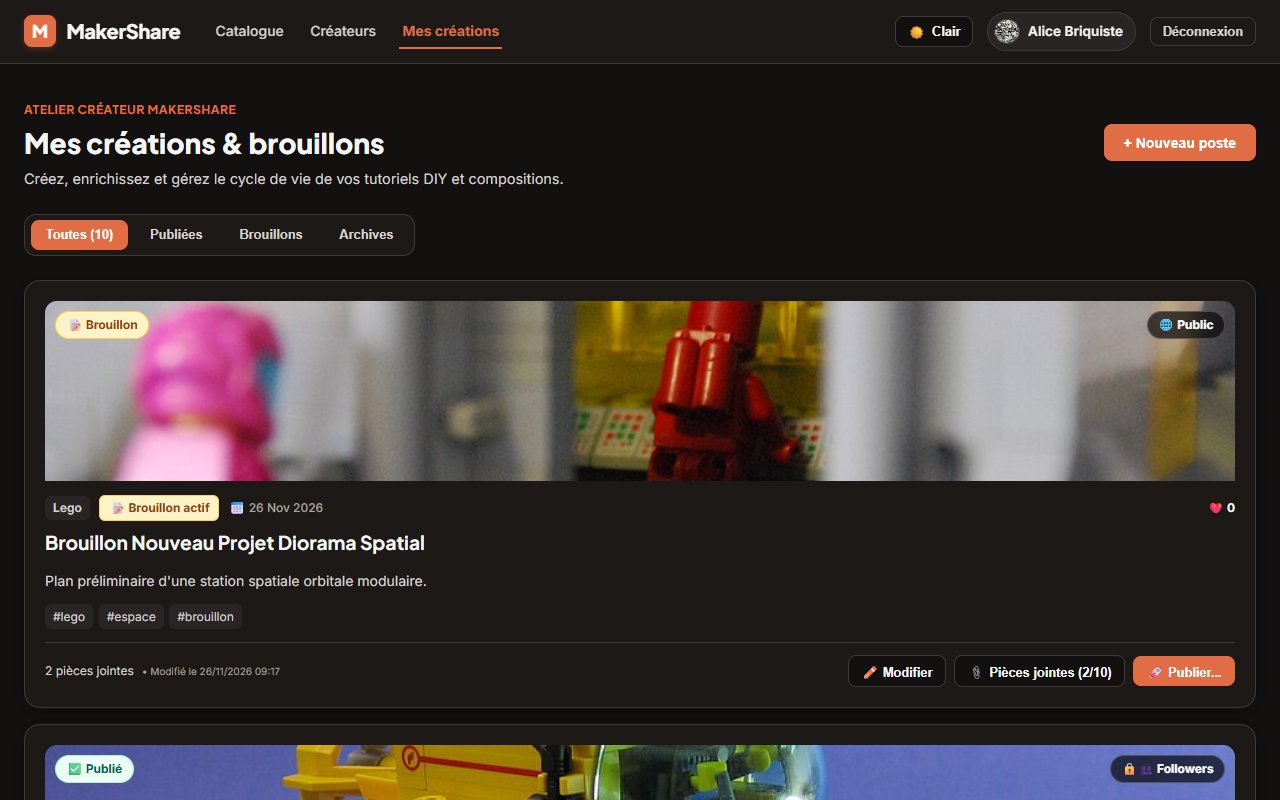 M MakerShare Catalogue Créateurs Mes créations Clair Alice Briquiste Déconnexion
ATELIER CRÉATEUR MAKERSHARE
Mes créations & brouillons
+ Nouveau poste
Créez, enrichissez et gérez le cycle de vie de vos tutoriels DIY et compositions.
Toutes (10) Publiées Brouillons Archives
Brouillon Public
Lego Brouillon actif 26 Nov 2026 0
Brouillon Nouveau Projet Diorama Spatial
Plan préliminaire d'une station spatiale orbitale modulaire.
#lego #espace #brouillon
2 pièces jointes • Modifié le 26/11/2026 09:17 Modifier Pièces jointes (2/10) Publier...
Publié Followers